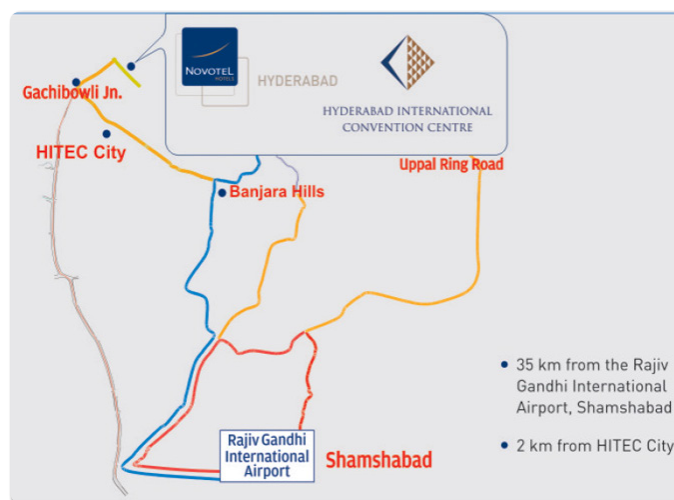 NOVOTEL
HOTELS
HYDERABAD
HYDERABAD INTERNATIONAL
CONVENTION CENTRE
Gachibowli Jn.
HITEC City
Uppal Ring Road
Banjara Hills
• 35 km from the Rajiv
Gandhi International
Airport, Shamshabad
• 2 km from HITEC City
Rajiv Gandhi
International
Airport
Shamshabad